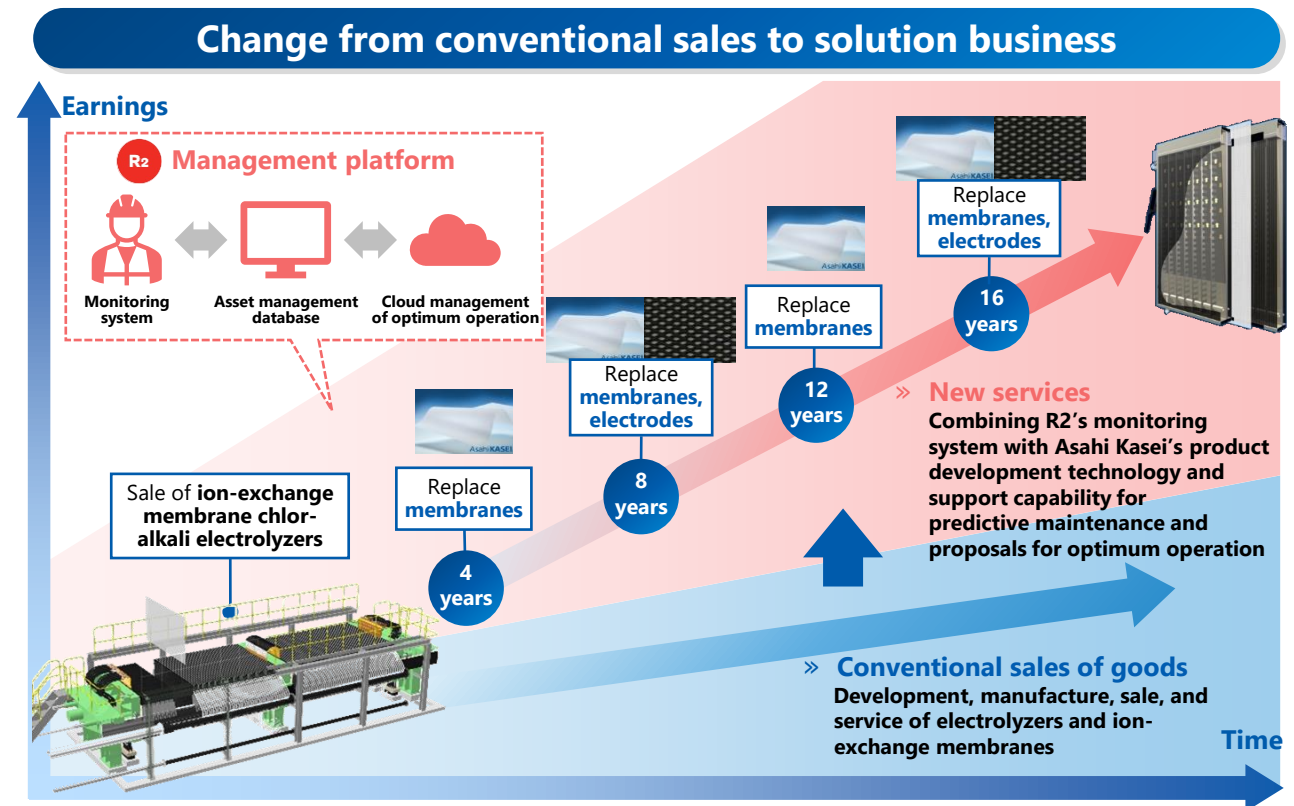 Change from conventional sales to solution business
Earnings
R2 Management platform
Monitoring
system
Asset management
database
Cloud management
of optimum operation
AsahiKASEI
Replace
membranes,
electrodes
AsahiKASEI
Replace
membranes
16
years
AsahiKASEI
Replace
membranes,
electrodes
12
years
AsahiKASEI
Replace
membranes
8
years
4
years
Sale of ion-exchange
membrane chlor-
alkali electrolyzers
» New services
Combining R2’s monitoring
system with Asahi Kasei’s product
development technology and
support capability for
predictive maintenance and
proposals for optimum operation
» Conventional sales of goods
Development, manufacture, sale, and
service of electrolyzers and ion-
exchange membranes
Time